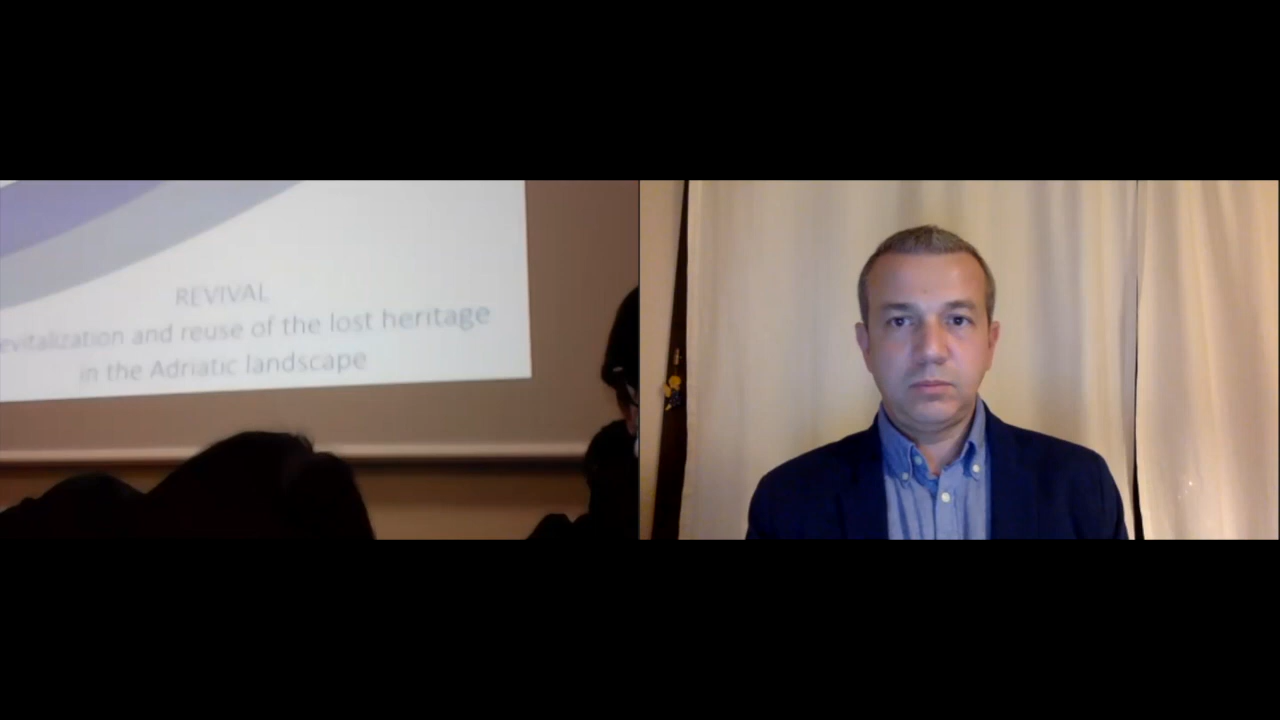 REVIVAL
evitalization and reuse of the lost heritage
in the Adriatic landscape